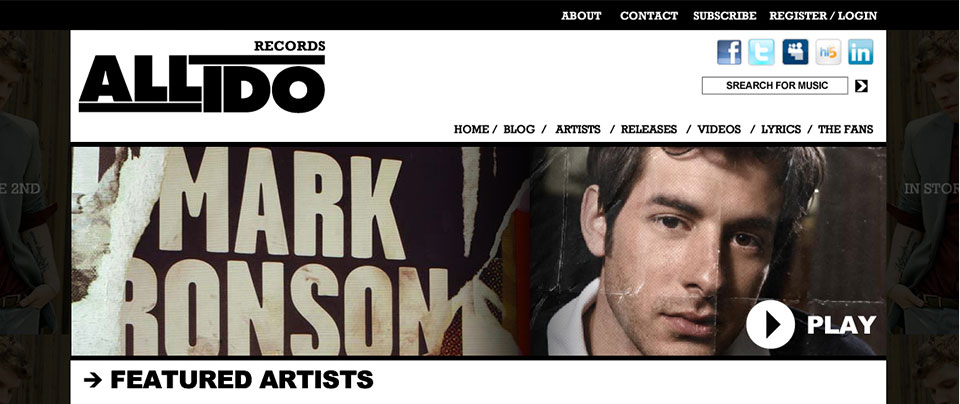 ABOUT CONTACT SUBSCRIBE REGISTER / LOGIN
RECORDS
ALLIDO
SREARCH FOR MUSIC
HOME / BLOG / ARTISTS / RELEASES / VIDEOS / LYRICS / THE FANS
E 2ND
IN STOR
MARK
RONSON
PLAY
FEATURED ARTISTS
f
t
hi5
in